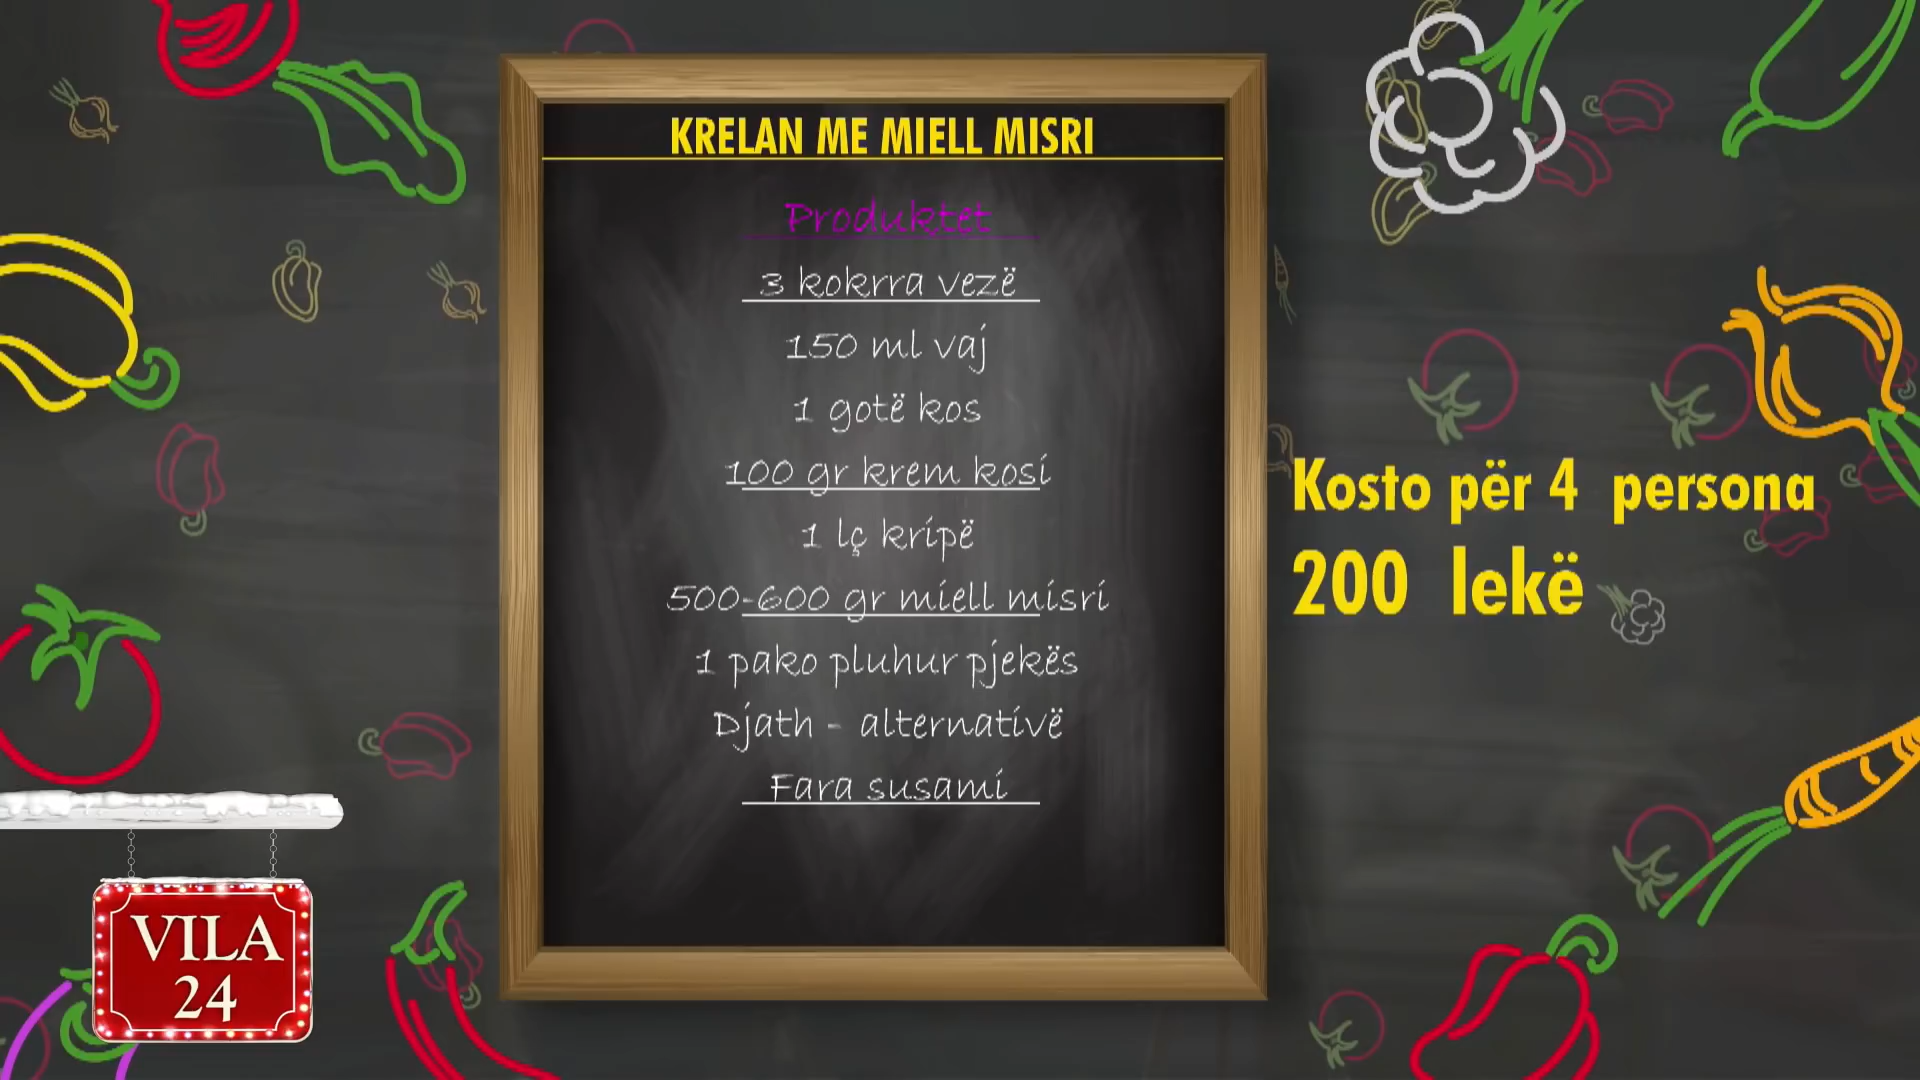 KRELAN ME MIELL MISRI
Produktet
3 kokrra vezë
150 ml vaj
1 gotë kos
100 gr krem kosi
1 lç kripë
500-600 gr miell misri
1 pako pluhur pjekës
Djath - alternativë
Fara susami
Kosto për 4 persona
200 lekë
VILA
24